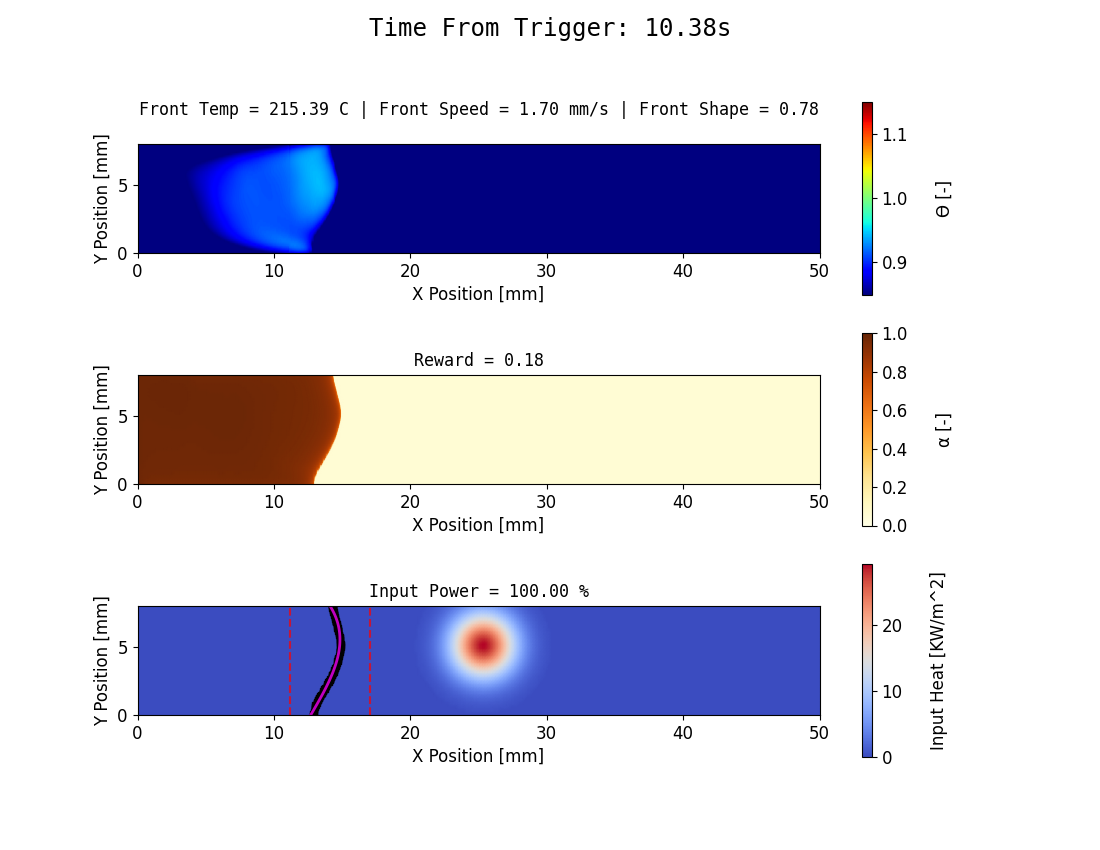 Time From Trigger: 10.38s
Front Temp = 215.39 C | Front Speed = 1.70 mm/s | Front Shape = 0.78
Y Position [mm]
5
0
0 10 20 30 40 50
X Position [mm]
1.1
1.0
0.9
Θ [-]
Reward = 0.18
Y Position [mm]
5
0
0 10 20 30 40 50
X Position [mm]
1.0
0.8
0.6
0.4
0.2
0.0
α [-]
Input Power = 100.00 %
Y Position [mm]
5
0
0 10 20 30 40 50
X Position [mm]
20
10
0
Input Heat [KW/m^2]